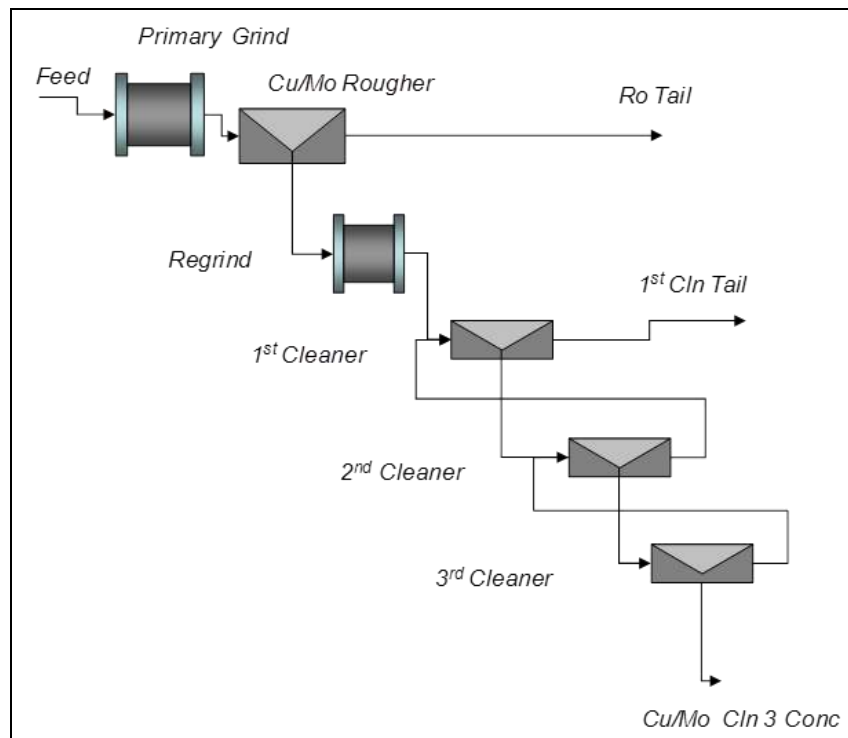 Primary Grind
Feed
Cu/Mo Rougher
Ro Tail
Regrind
1st Cln Tail
1st Cleaner
2nd Cleaner
3rd Cleaner
Cu/Mo Cln 3 Conc